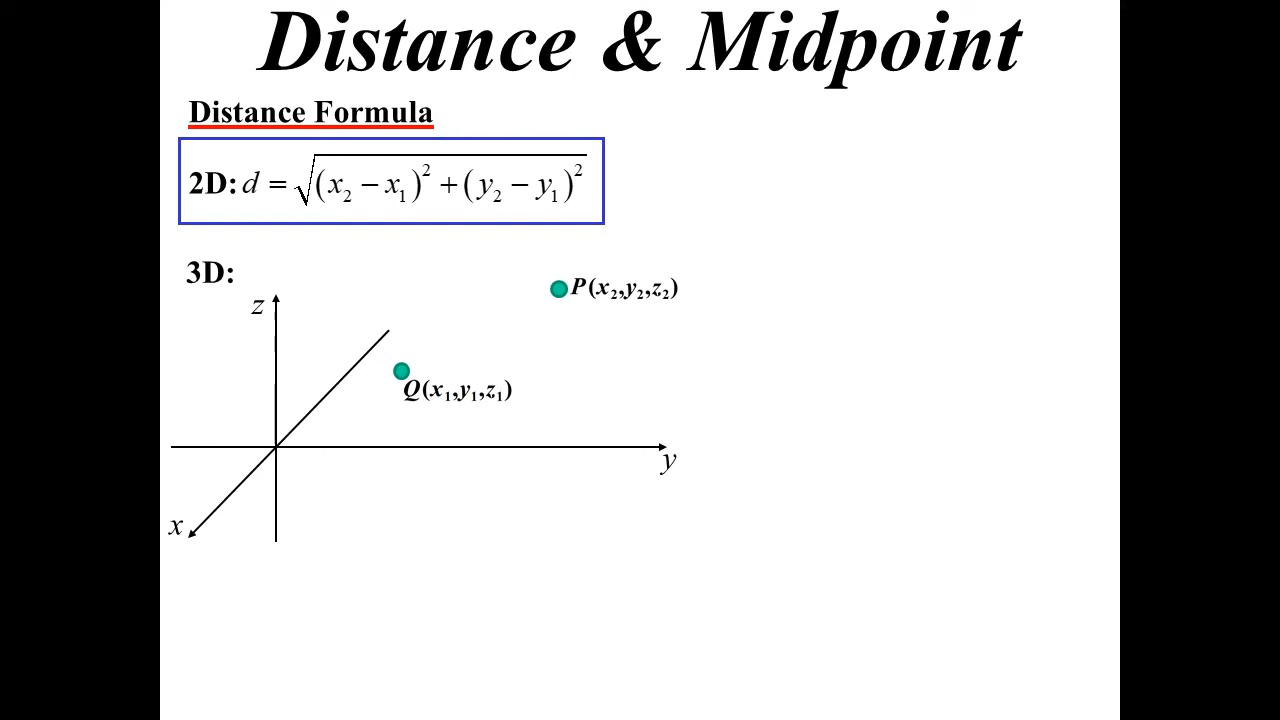 Distance & Midpoint
Distance Formula
2D: d = √((x₂ − x₁)² + (y₂ − y₁)²)
3D:
P(x₂,y₂,z₂)
z
Q(x₁,y₁,z₁)
y
x